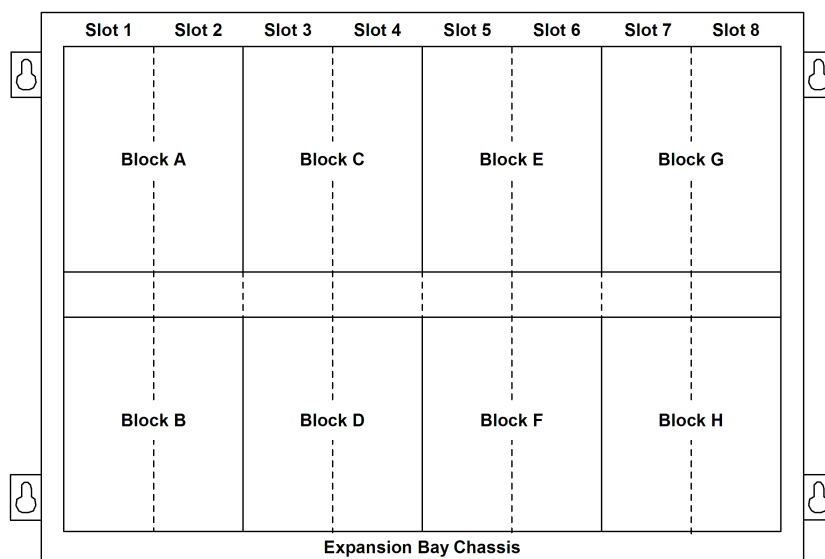 Slot 1 Slot 2 Slot 3 Slot 4 Slot 5 Slot 6 Slot 7 Slot 8
Block A Block C Block E Block G
Block B Block D Block F Block H
Expansion Bay Chassis